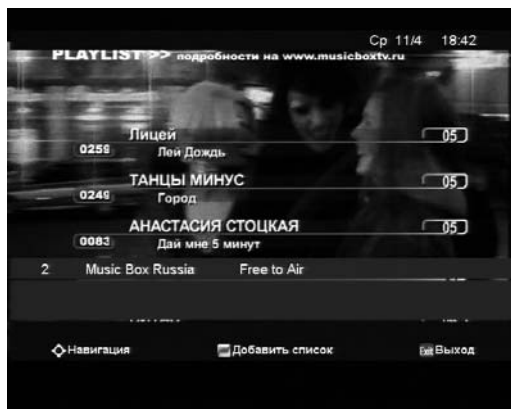 Ср 11/4 18:42
PLAYLIST >> подробности на www.musicboxtv.ru
Лицей 05
0259 Лей Дождь
ТАНЦЫ МИНУС 05
0249 Город
АНАСТАСИЯ СТОЦКАЯ 05
0083 Дай мне 5 минут
2 Music Box Russia Free to Air
Навигация Добавить список Exit Выход